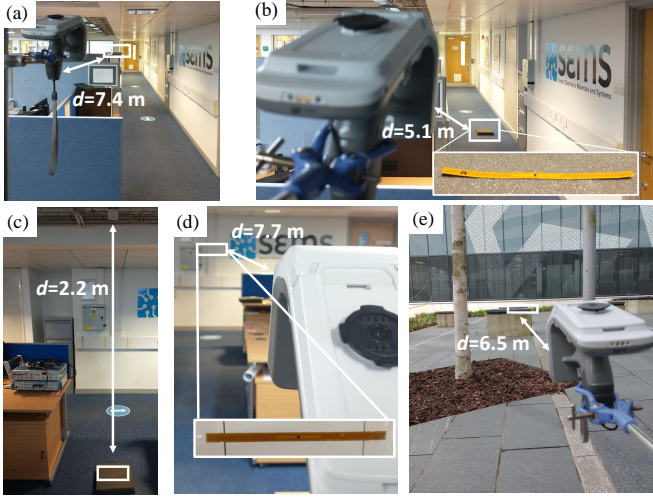 (a)
sems
d=7.4 m
(b)
sems
d=5.1 m
(c)
d=2.2 m
(d)
d=7.7 m
sems
(e)
d=6.5 m